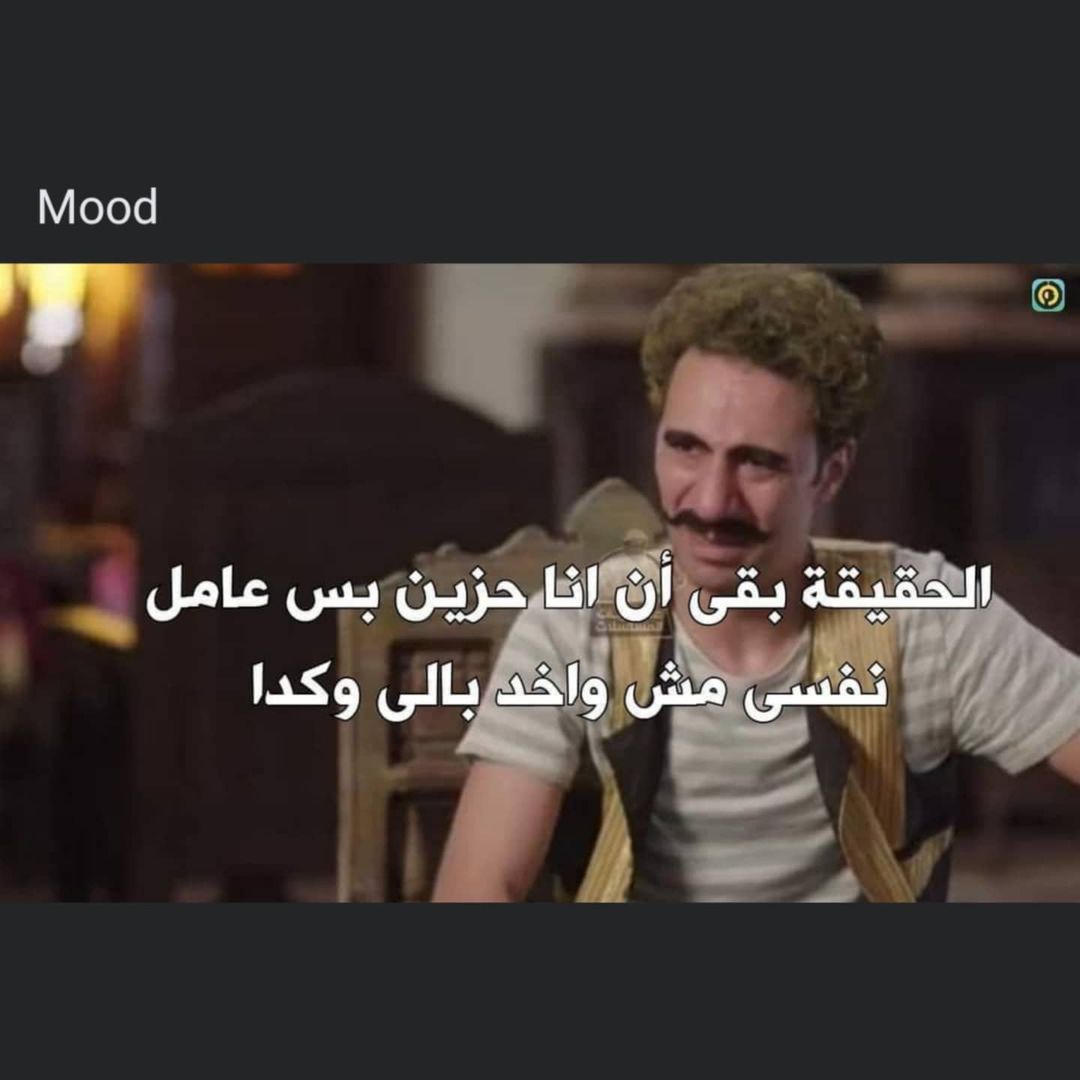 Mood
الحقيقة بقى أن انا حزين بس عامل
نفسى مش واخد بالى وكدا